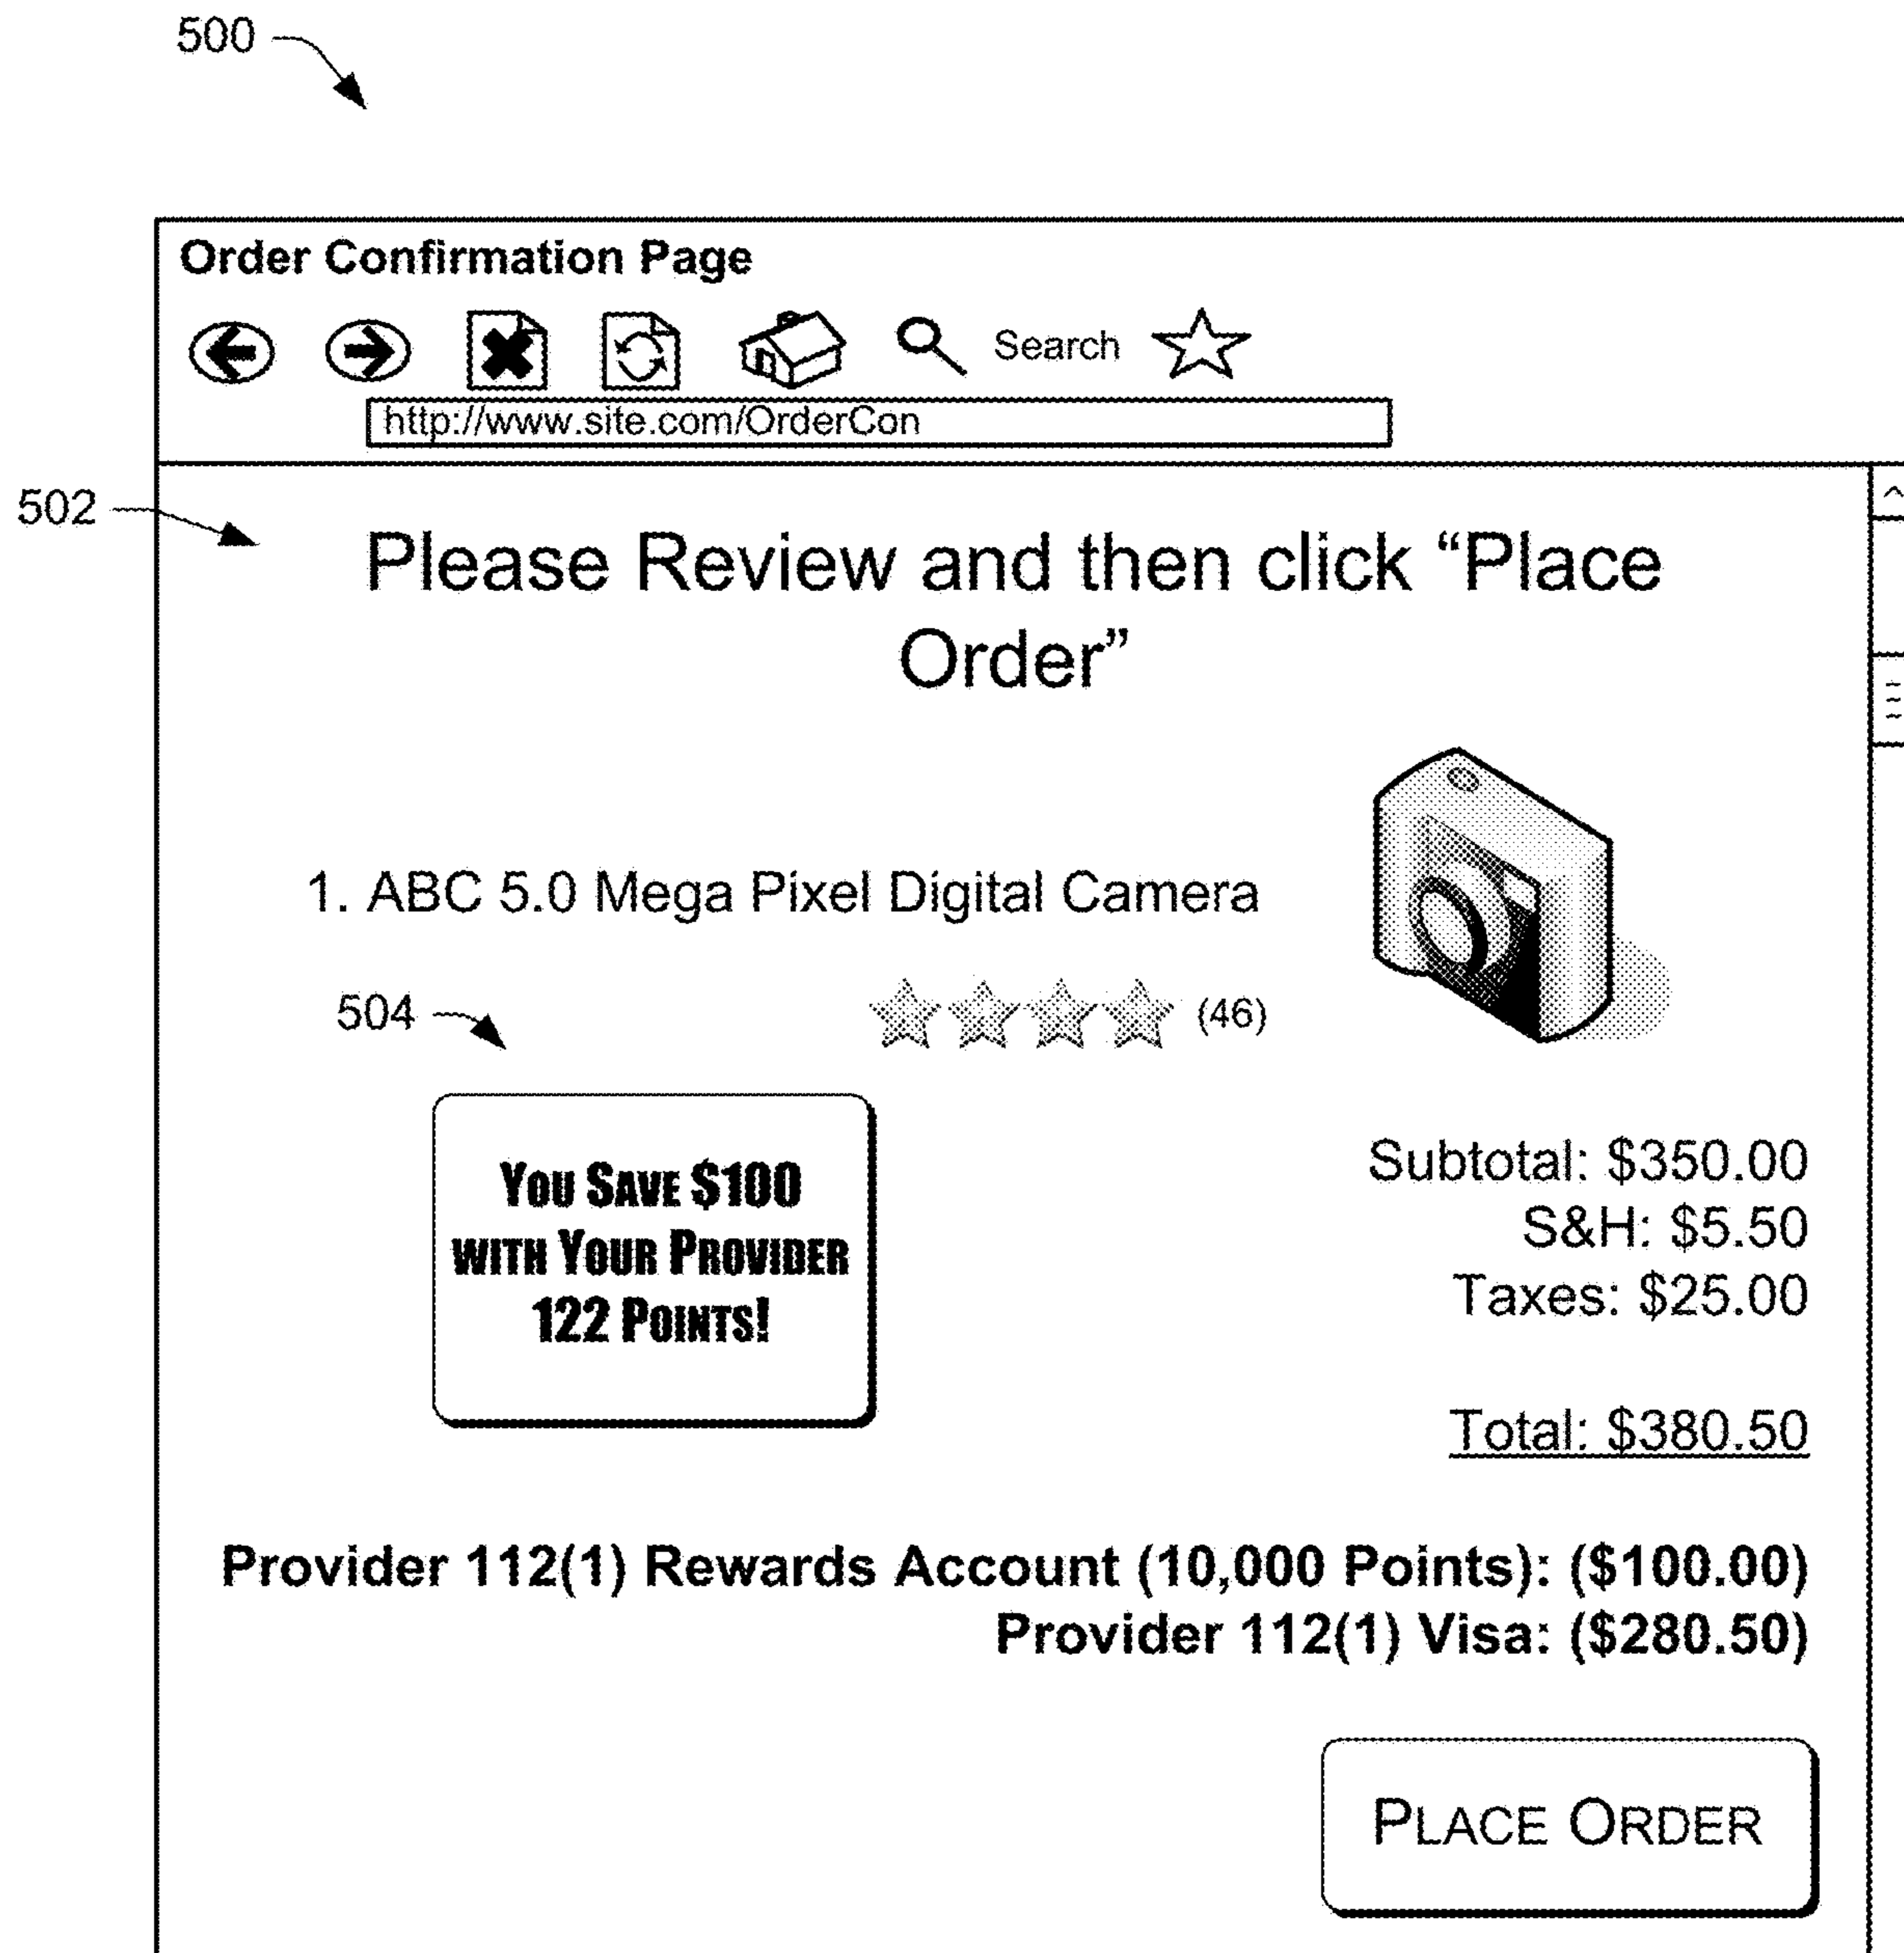 500
Order Confirmation Page
Search
http://www.site.com/OrderCon
502
Please Review and then click “Place
Order”
1. ABC 5.0 Mega Pixel Digital Camera
504
(46)
YOU SAVE $100
WITH YOUR PROVIDER
122 POINTS!
Subtotal: $350.00
S&H: $5.50
Taxes: $25.00
Total: $380.50
Provider 112(1) Rewards Account (10,000 Points): ($100.00)
Provider 112(1) Visa: ($280.50)
PLACE ORDER